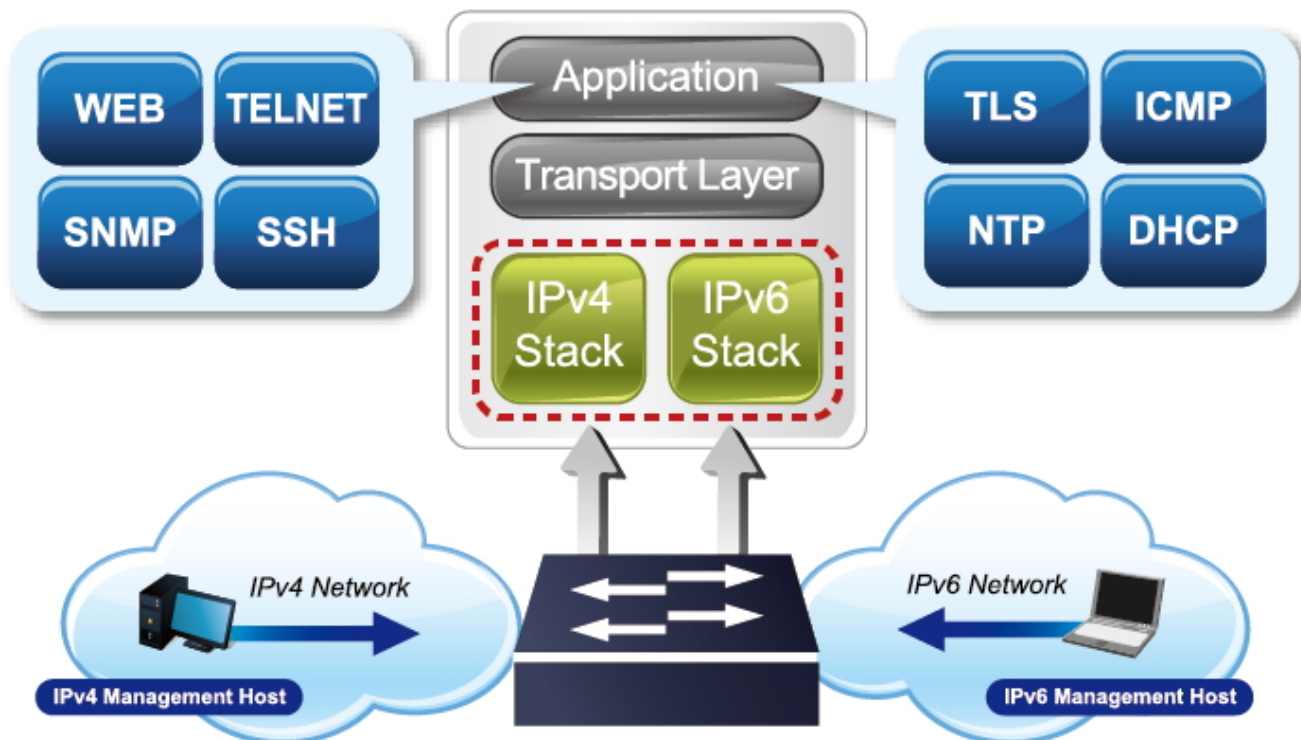 WEB
TELNET
SNMP
SSH
Application
Transport Layer
IPv4
Stack
IPv6
Stack
TLS
ICMP
NTP
DHCP
IPv4 Network
IPv4 Management Host
IPv6 Network
IPv6 Management Host